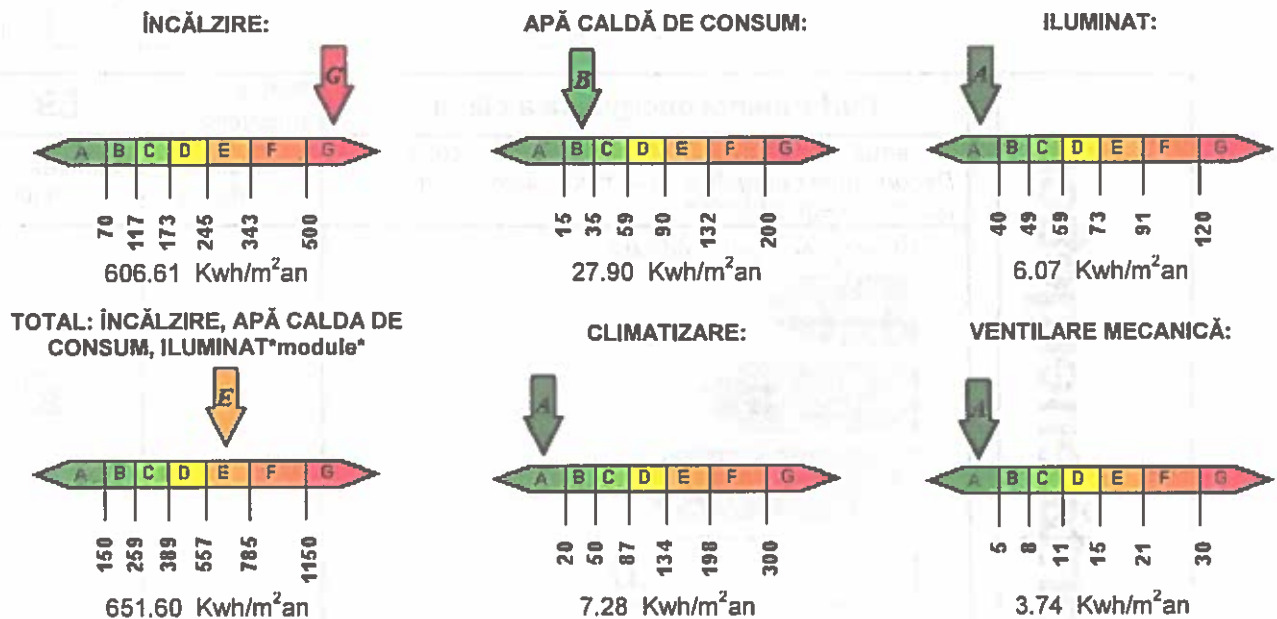 ÎNCĂLZIRE:
G
A B C D E F G
70 117 173 245 343 500
606.61 Kwh/m²an
APĂ CALDĂ DE CONSUM:
B
A B C D E F G
15 35 59 90 132 200
27.90 Kwh/m²an
ILUMINAT:
A
A B C D E F G
40 49 59 73 91 120
6.07 Kwh/m²an
TOTAL: ÎNCĂLZIRE, APĂ CALDA DE
CONSUM, ILUMINAT*module*
E
A B C D E F G
150 259 389 557 785 1150
651.60 Kwh/m²an
CLIMATIZARE:
A
A B C D E F G
20 50 87 134 198 300
7.28 Kwh/m²an
VENTILARE MECANICĂ:
A
A B C D E F G
5 8 11 15 21 30
3.74 Kwh/m²an